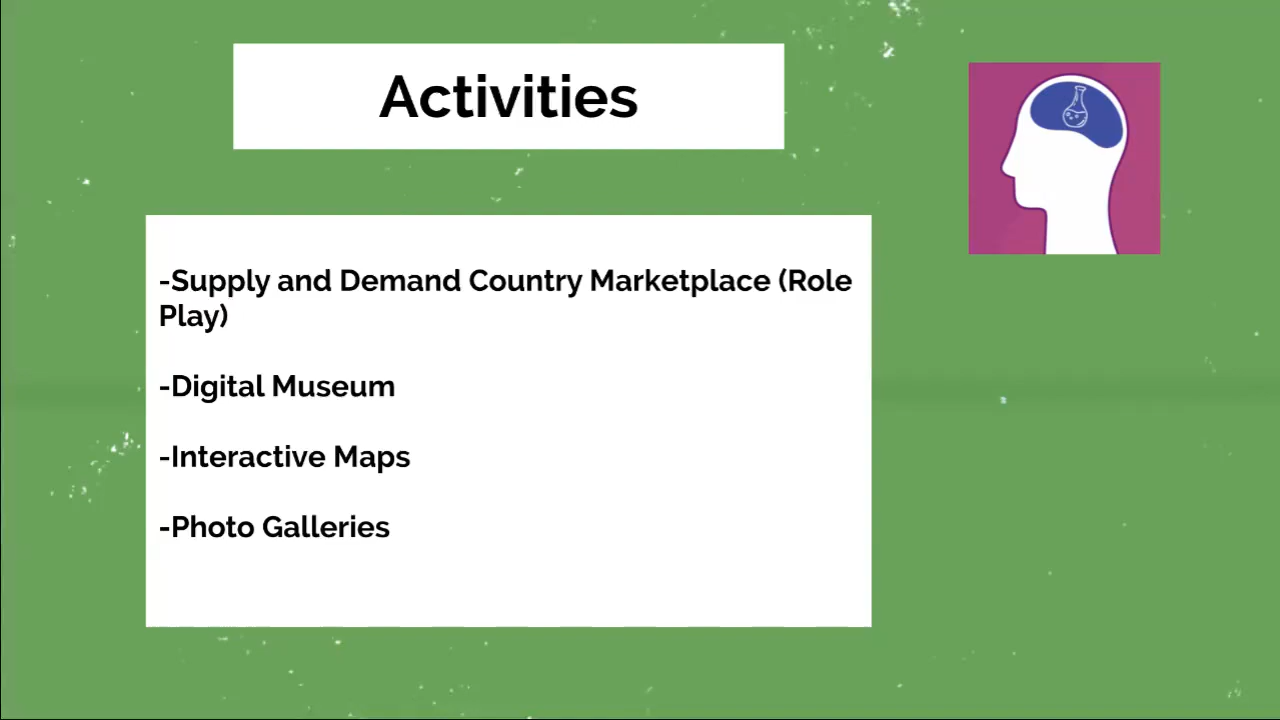 Activities
-Supply and Demand Country Marketplace (Role
Play)
-Digital Museum
-Interactive Maps
-Photo Galleries